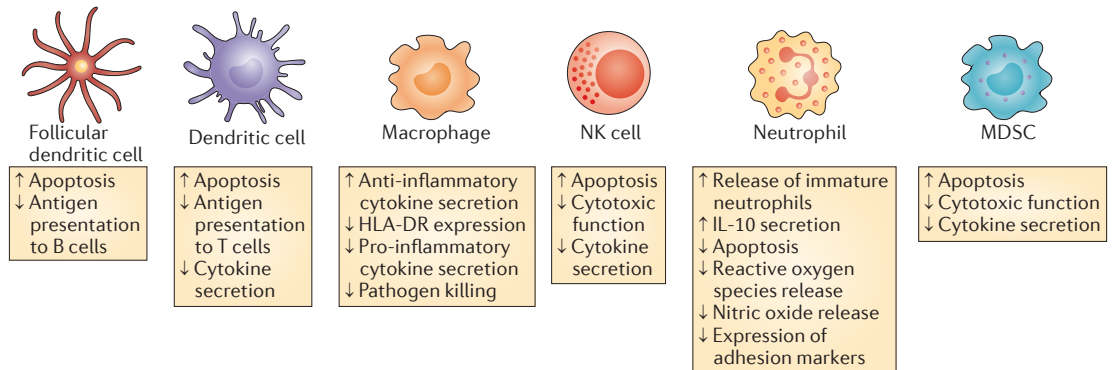 Follicular
dendritic cell
↑ Apoptosis
↓ Antigen
presentation
to B cells
Dendritic cell
↑ Apoptosis
↓ Antigen
presentation
to T cells
↓ Cytokine
secretion
Macrophage
↑ Anti-inflammatory
cytokine secretion
↓ HLA-DR expression
↓ Pro-inflammatory
cytokine secretion
↓ Pathogen killing
NK cell
↑ Apoptosis
↓ Cytotoxic
function
↓ Cytokine
secretion
Neutrophil
↑ Release of immature
neutrophils
↑ IL-10 secretion
↓ Apoptosis
↓ Reactive oxygen
species release
↓ Nitric oxide release
↓ Expression of
adhesion markers
MDSC
↑ Apoptosis
↓ Cytotoxic function
↓ Cytokine secretion